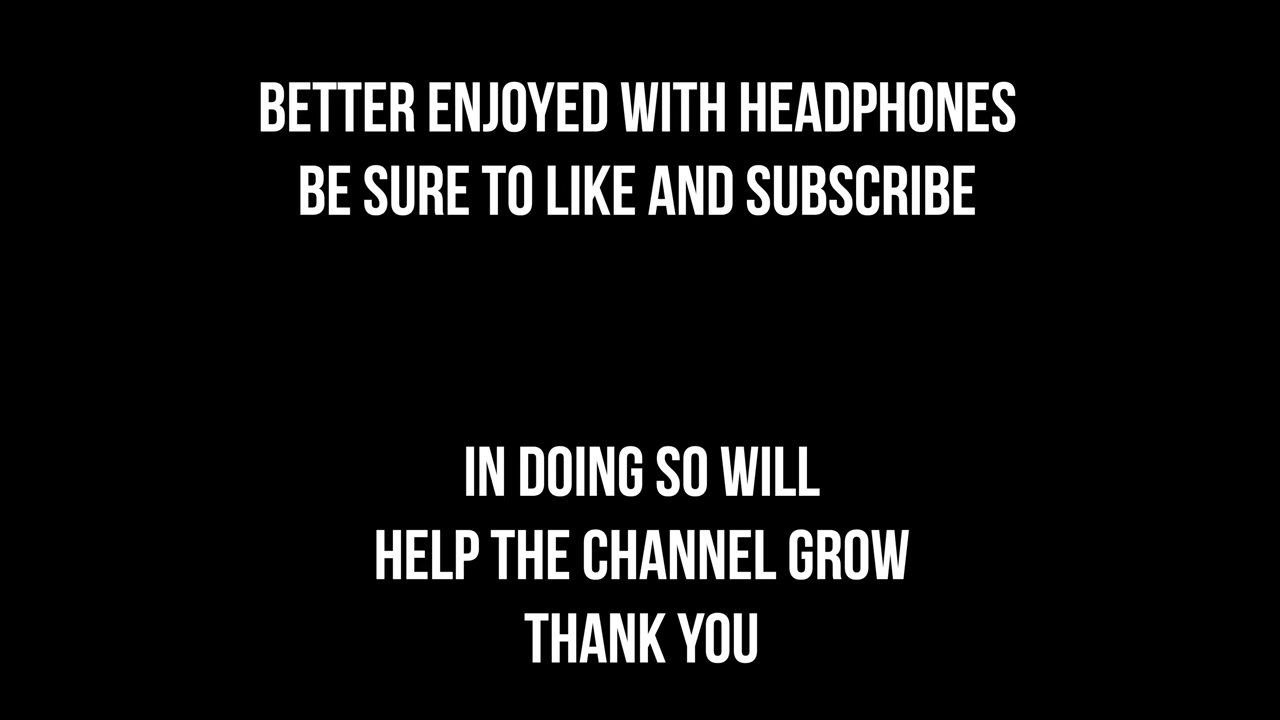 BETTER ENJOYED WITH HEADPHONES
BE SURE TO LIKE AND SUBSCRIBE
IN DOING SO WILL
HELP THE CHANNEL GROW
THANK YOU